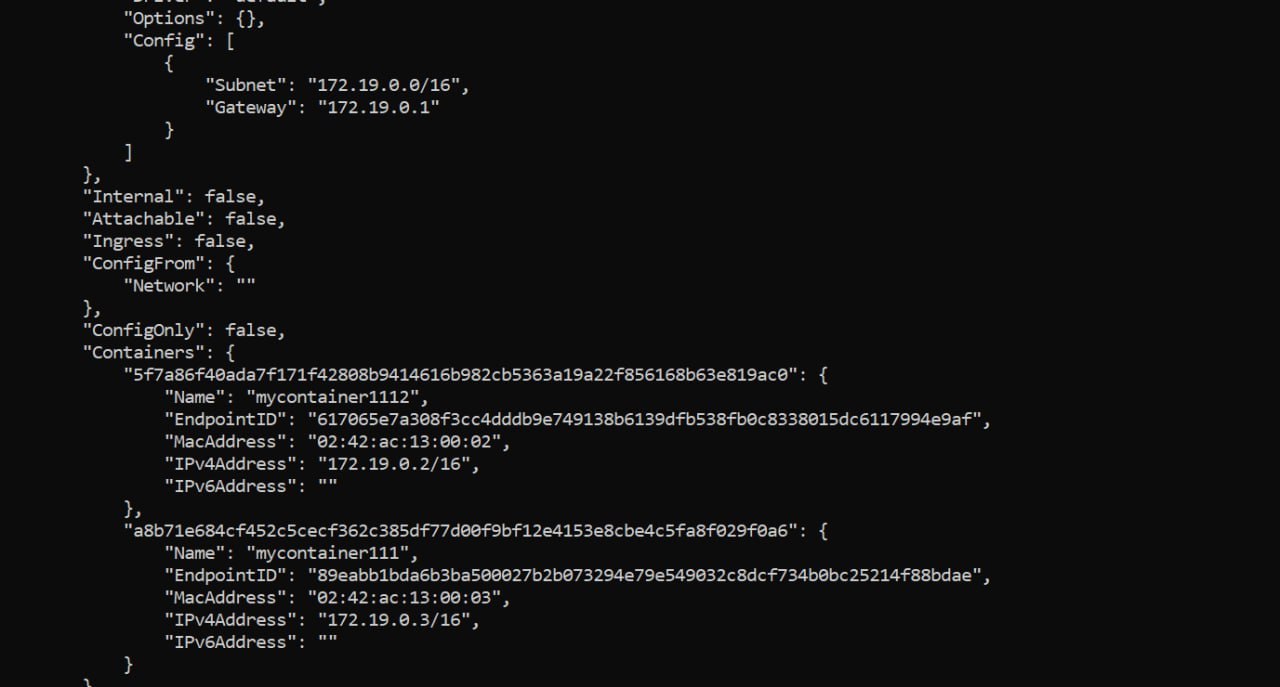 "Driver": "default",
"Options": {},
"Config": [
{
"Subnet": "172.19.0.0/16",
"Gateway": "172.19.0.1"
}
]
},
"Internal": false,
"Attachable": false,
"Ingress": false,
"ConfigFrom": {
"Network": ""
},
"ConfigOnly": false,
"Containers": {
"5f7a86f40ada7f171f42808b9414616b982cb5363a19a22f856168b63e819ac0": {
"Name": "mycontainer1112",
"EndpointID": "617065e7a308f3cc4dddb9e749138b6139dfb538fb0c8338015dc6117994e9af",
"MacAddress": "02:42:ac:13:00:02",
"IPv4Address": "172.19.0.2/16",
"IPv6Address": ""
},
"a8b71e684cf452c5cecf362c385df77d00f9bf12e4153e8cbe4c5fa8f029f0a6": {
"Name": "mycontainer111",
"EndpointID": "89eabb1bda6b3ba500027b2b073294e79e549032c8dcf734b0bc25214f88bdae",
"MacAddress": "02:42:ac:13:00:03",
"IPv4Address": "172.19.0.3/16",
"IPv6Address": ""
}
}